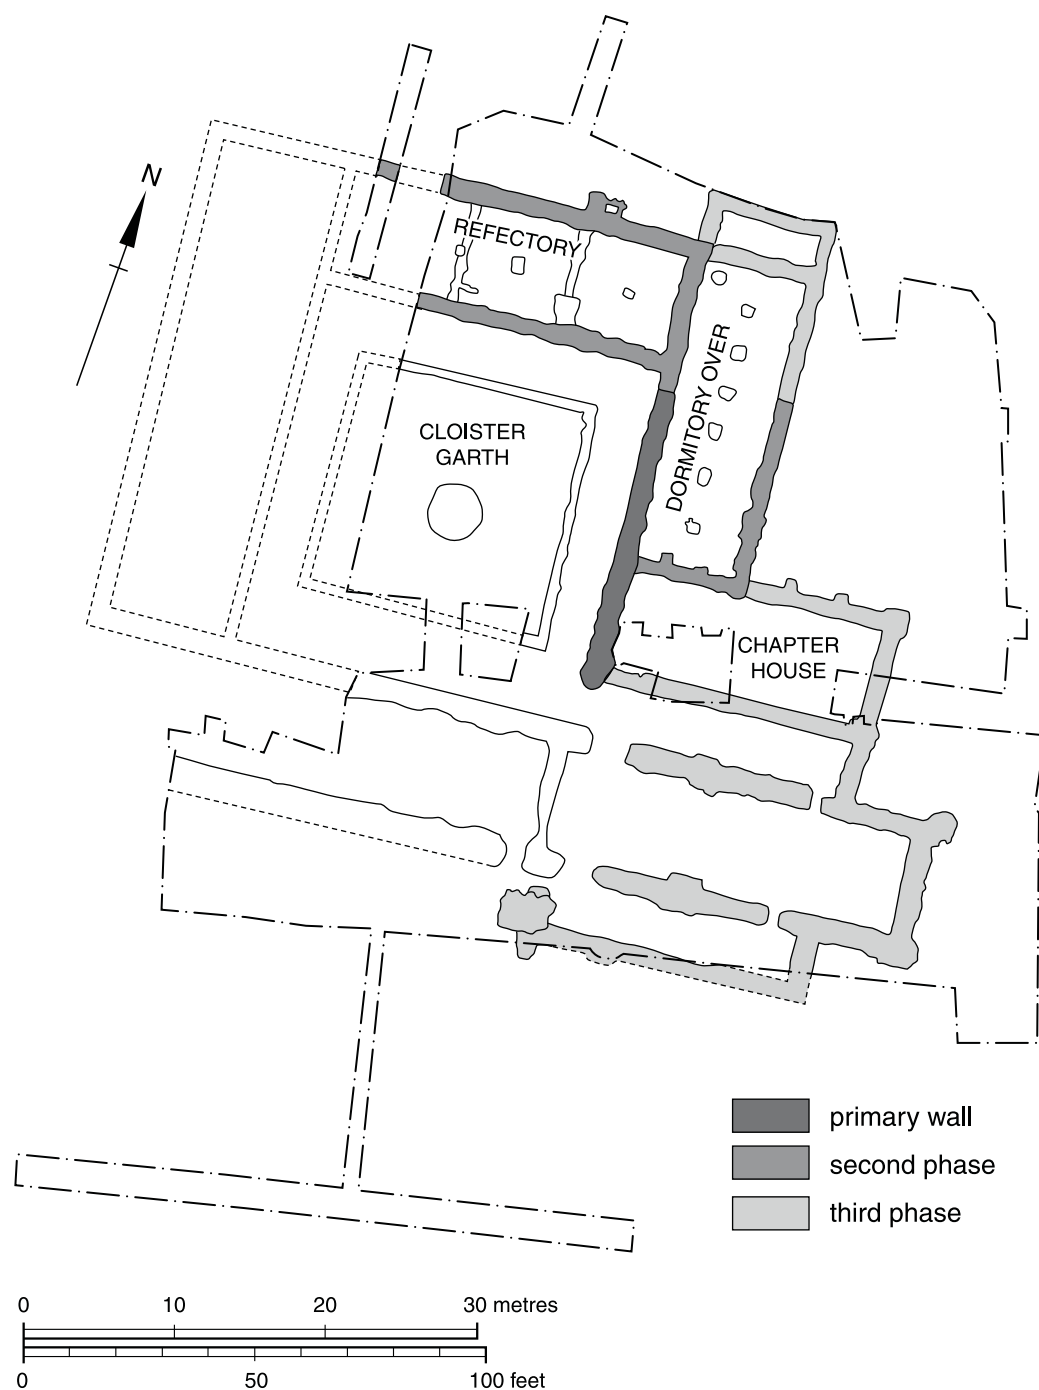 N
REFECTORY
DORMITORY OVER
CLOISTER
GARTH
CHAPTER
HOUSE
primary wall
second phase
third phase
0 10 20 30 metres
0 50 100 feet